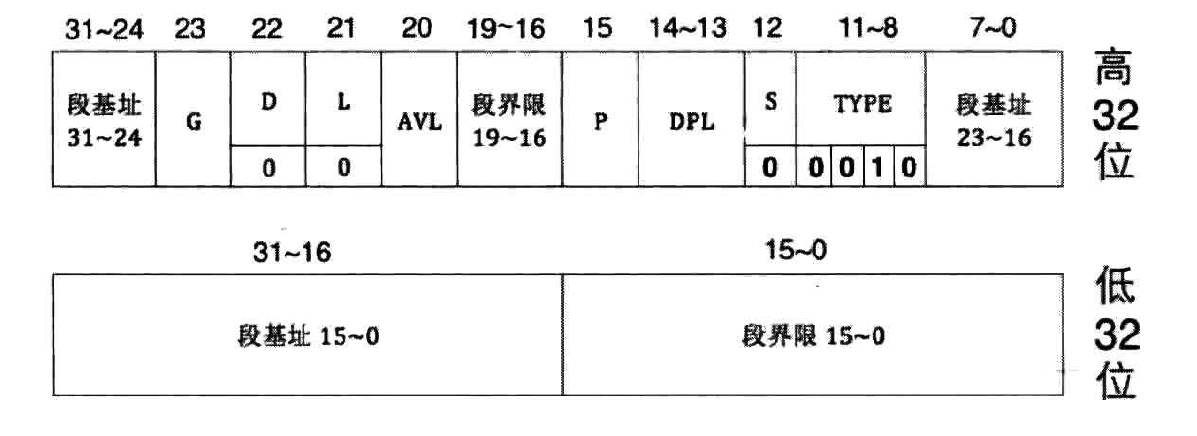 31~24 23 22 21 20 19~16 15 14~13 12 11~8 7~0
段基址 31~24 G D L AVL 段界限 19~16 P DPL S TYPE 段基址 23~16
0 0 0 0 0 1 0
高32位
31~16 15~0
段基址 15~0 段界限 15~0
低32位